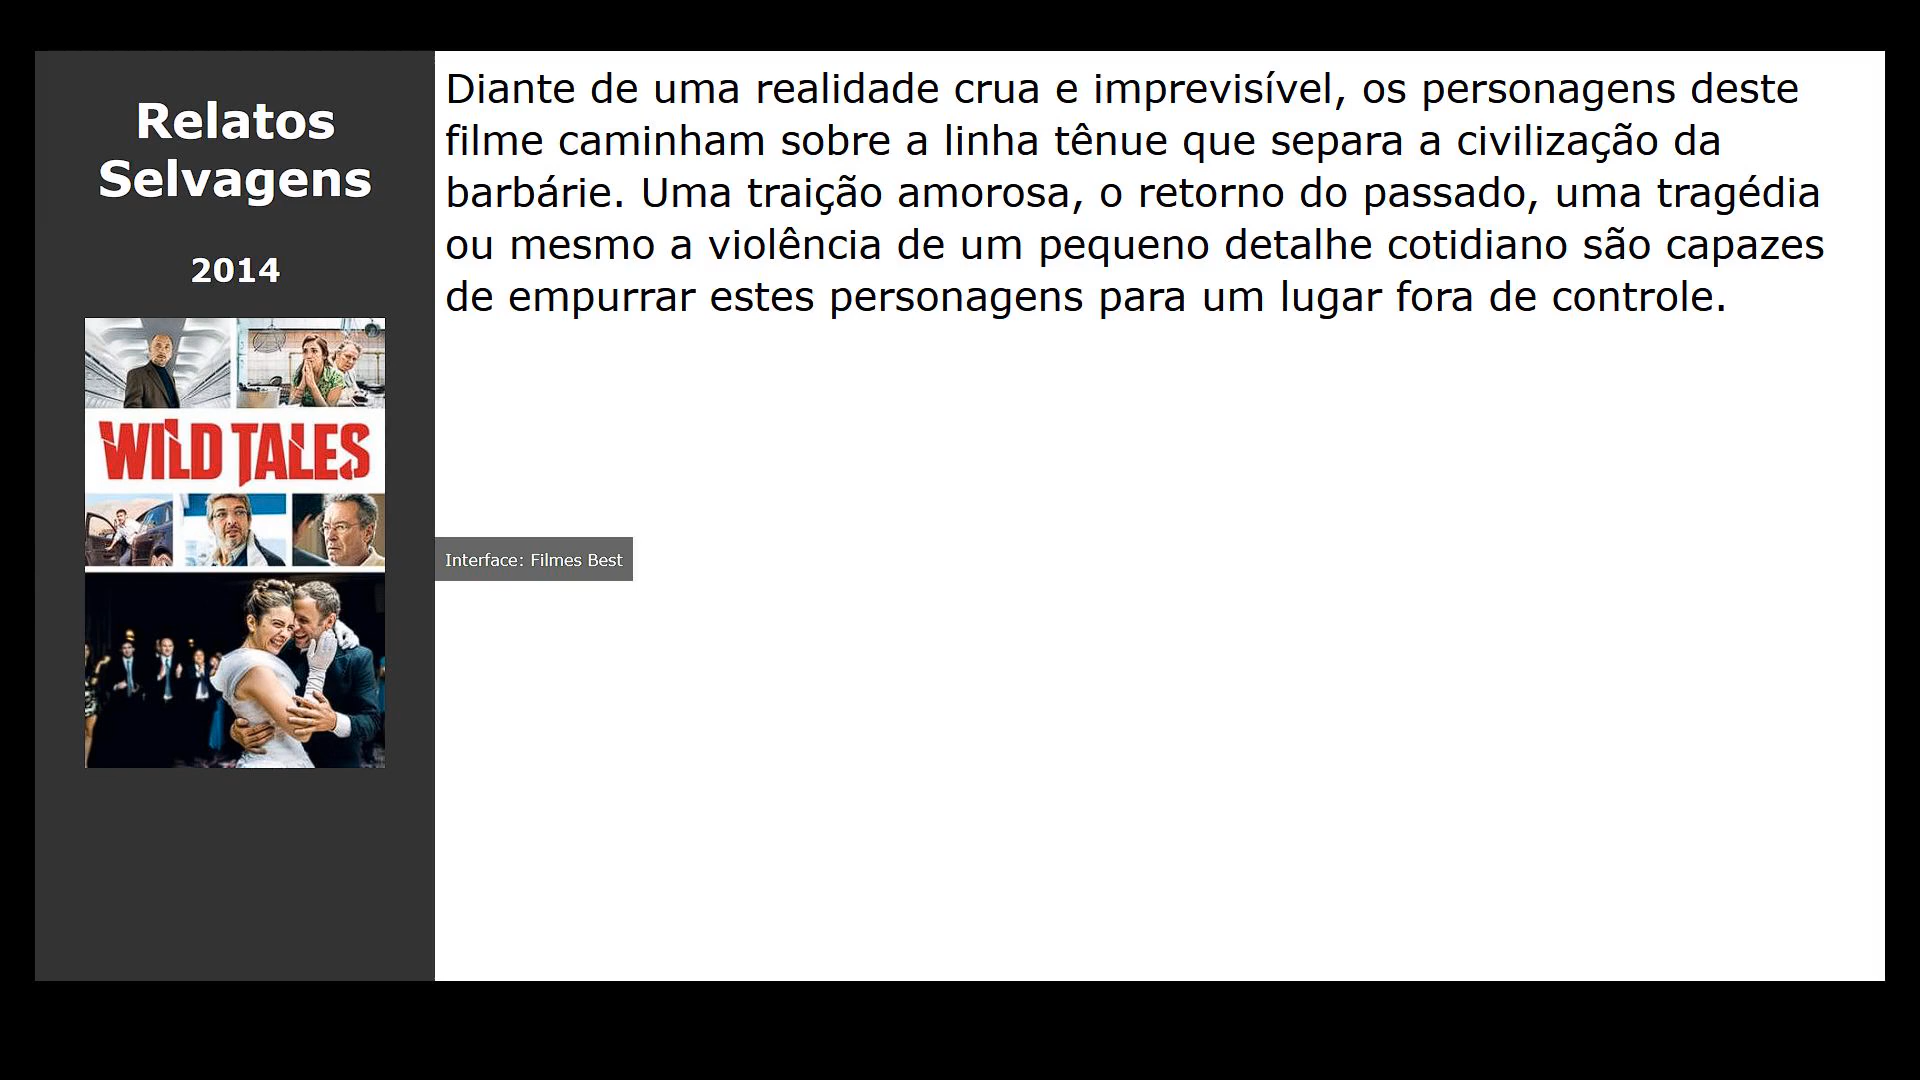 Relatos
Selvagens
2014
WILD TALES
Diante de uma realidade crua e imprevisível, os personagens deste
filme caminham sobre a linha tênue que separa a civilização da
barbárie. Uma traição amorosa, o retorno do passado, uma tragédia
ou mesmo a violência de um pequeno detalhe cotidiano são capazes
de empurrar estes personagens para um lugar fora de controle.
Interface: Filmes Best